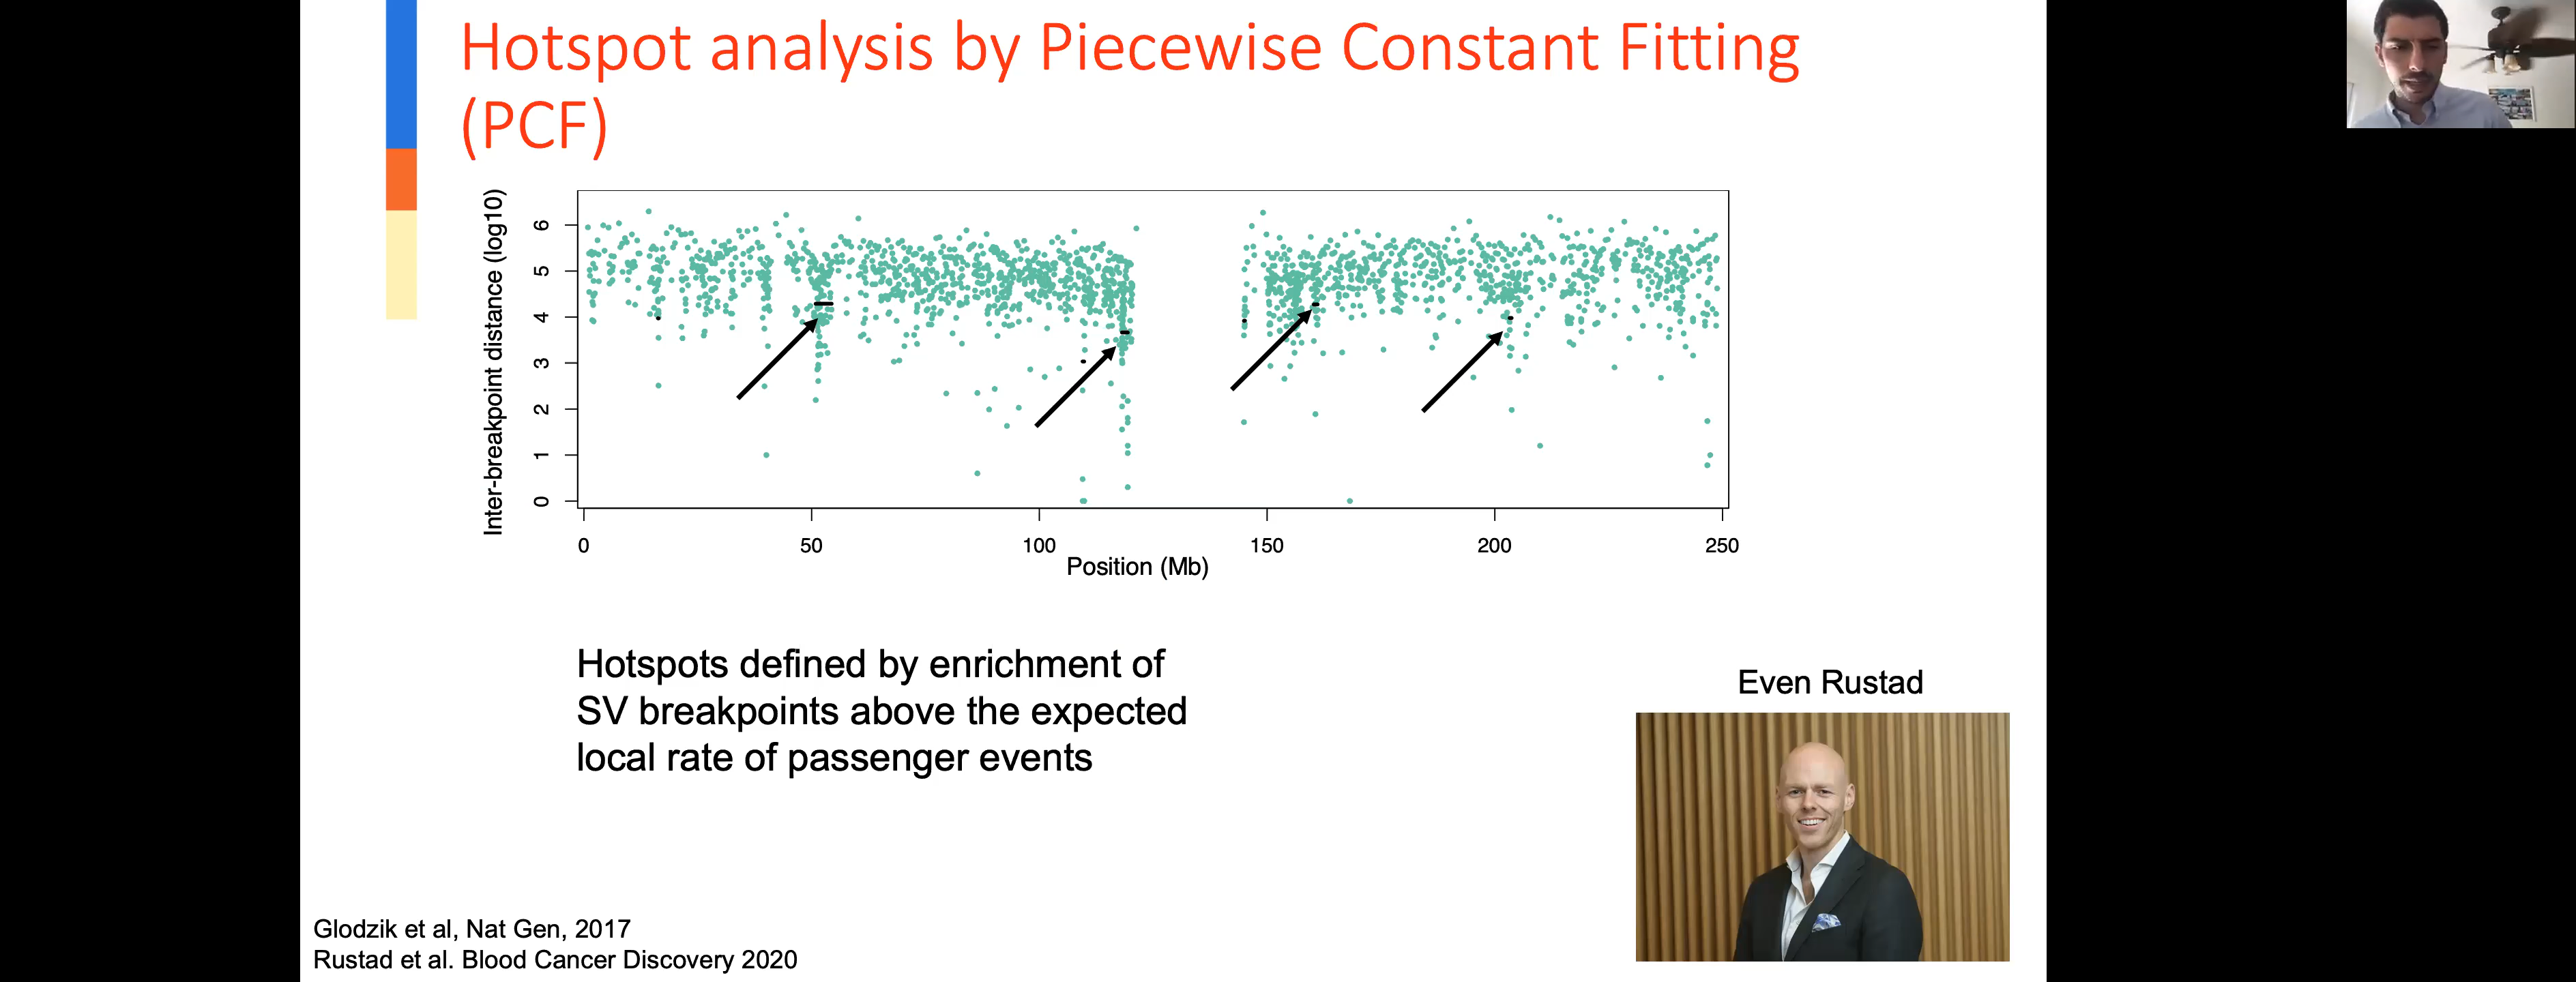 Hotspot analysis by Piecewise Constant Fitting
(PCF)
Inter-breakpoint distance (log10)
6
5
4
3
2
1
0
0 50 100 150 200 250
Position (Mb)
Hotspots defined by enrichment of
SV breakpoints above the expected
local rate of passenger events
Even Rustad
Glodzik et al, Nat Gen, 2017
Rustad et al. Blood Cancer Discovery 2020